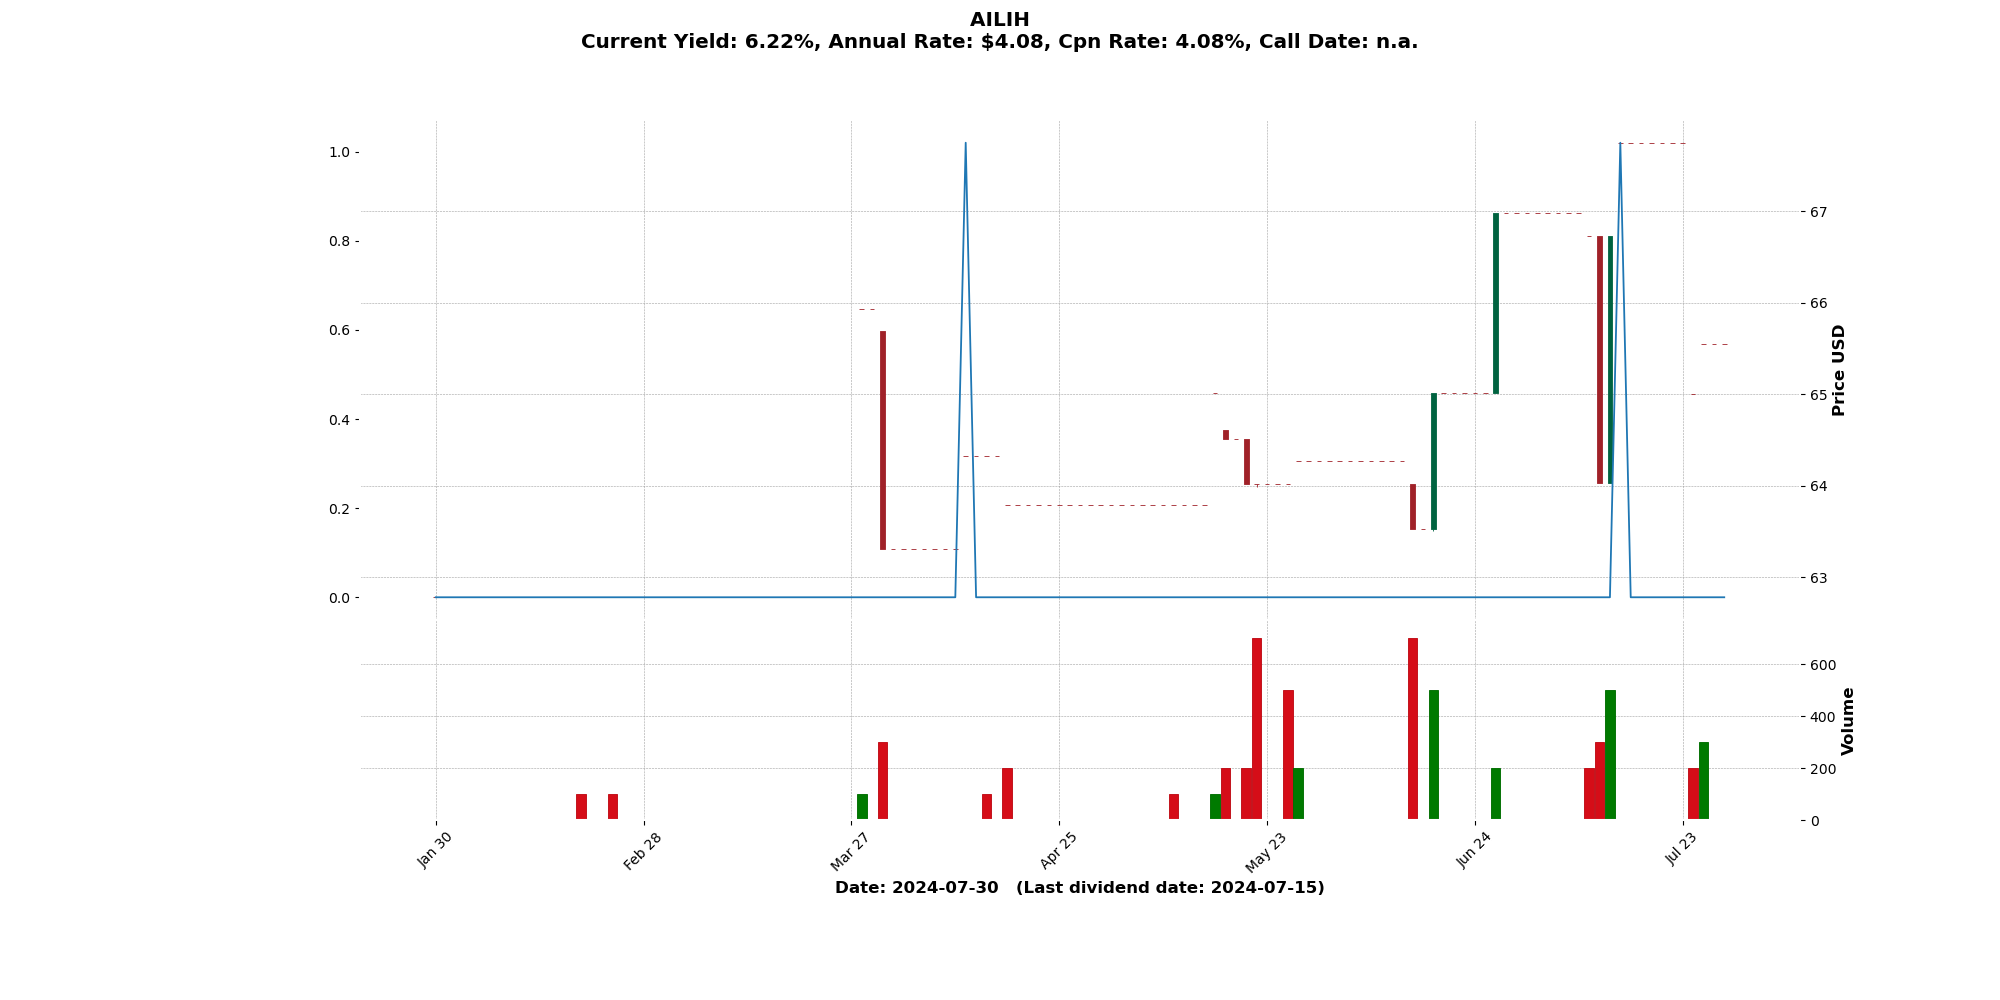 AILIH
Current Yield: 6.22%, Annual Rate: $4.08, Cpn Rate: 4.08%, Call Date: n.a.
1.0
0.8
0.6
0.4
0.2
0.0
67
66
65
64
63
Price USD
600
400
200
0
Volume
Jan 30
Feb 28
Mar 27
Apr 25
May 23
Jun 24
Jul 23
Date: 2024-07-30 (Last dividend date: 2024-07-15)